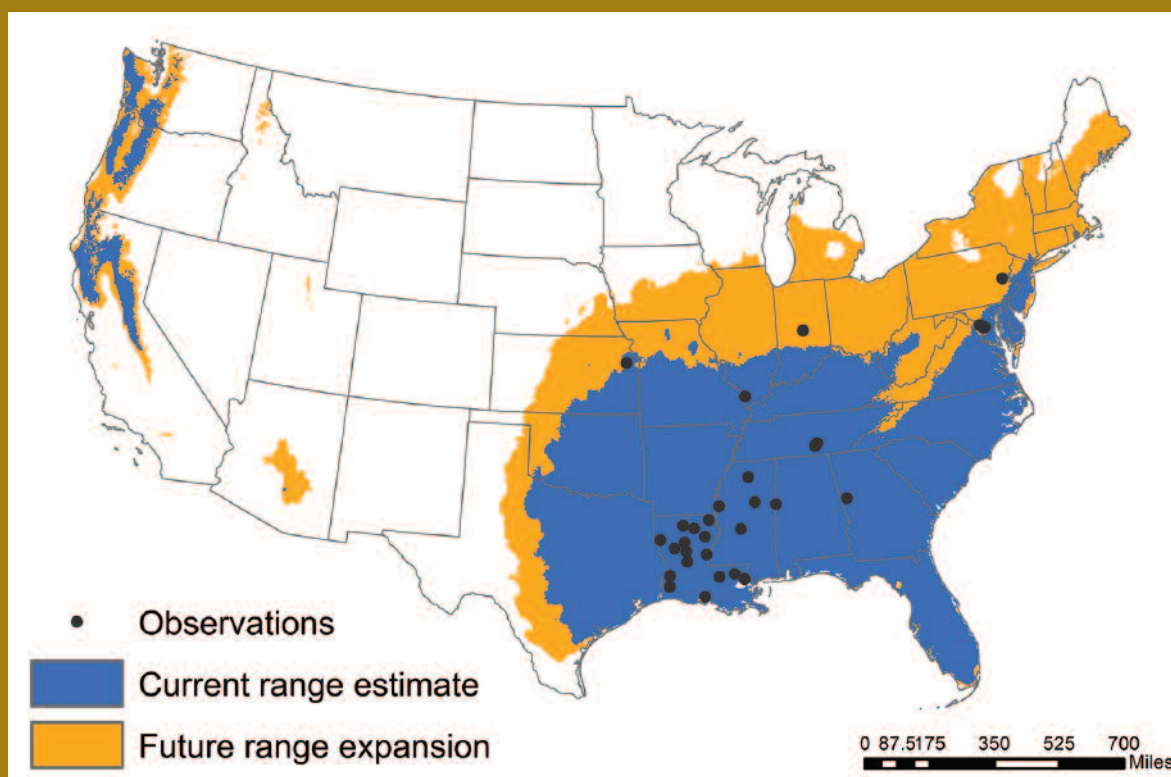 Observations
Current range estimate
Future range expansion
0 87.5175 350 525 700
Miles